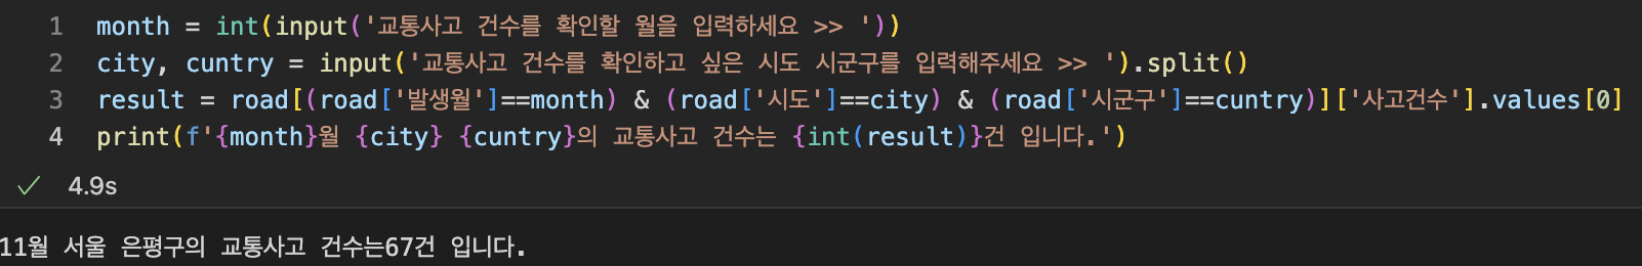 1 month = int(input('교통사고 건수를 확인할 월을 입력하세요 >> '))
2 city, cuntry = input('교통사고 건수를 확인하고 싶은 시도 시군구를 입력해주세요 >> ').split()
3 result = road[(road['발생월']==month) & (road['시도']==city) & (road['시군구']==cuntry)]['사고건수'].values[0]
4 print(f'{month}월 {city} {cuntry}의 교통사고 건수는 {int(result)}건 입니다.')
4.9s
11월 서울 은평구의 교통사고 건수는67건 입니다.